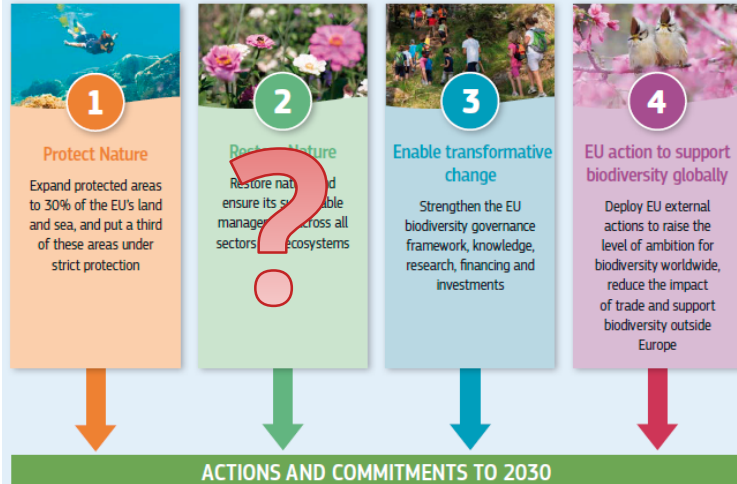 1
Protect Nature
Expand protected areas
to 30% of the EU's land
and sea, and put a third
of these areas under
strict protection
2
Nature
Restore
ensure its
across all
sectors ecosystems
?
3
Enable transformative
change
Strengthen the EU
biodiversity governance
framework, knowledge,
research, financing and
investments
4
EU action to support
biodiversity globally
Deploy EU external
actions to raise the
level of ambition for
biodiversity worldwide,
reduce the impact
of trade and support
biodiversity outside
Europe
ACTIONS AND COMMITMENTS TO 2030